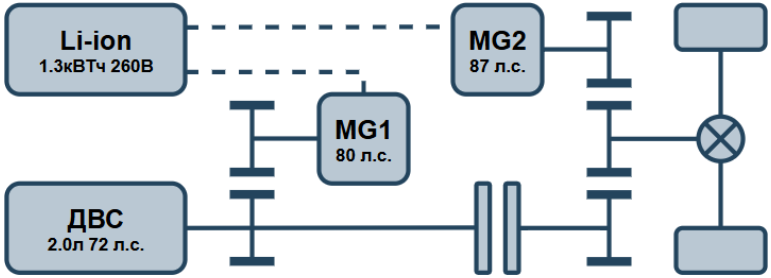 Li-ion
1.3кВТч 260В
MG2
87 л.с.
MG1
80 л.с.
ДВС
2.0л 72 л.с.